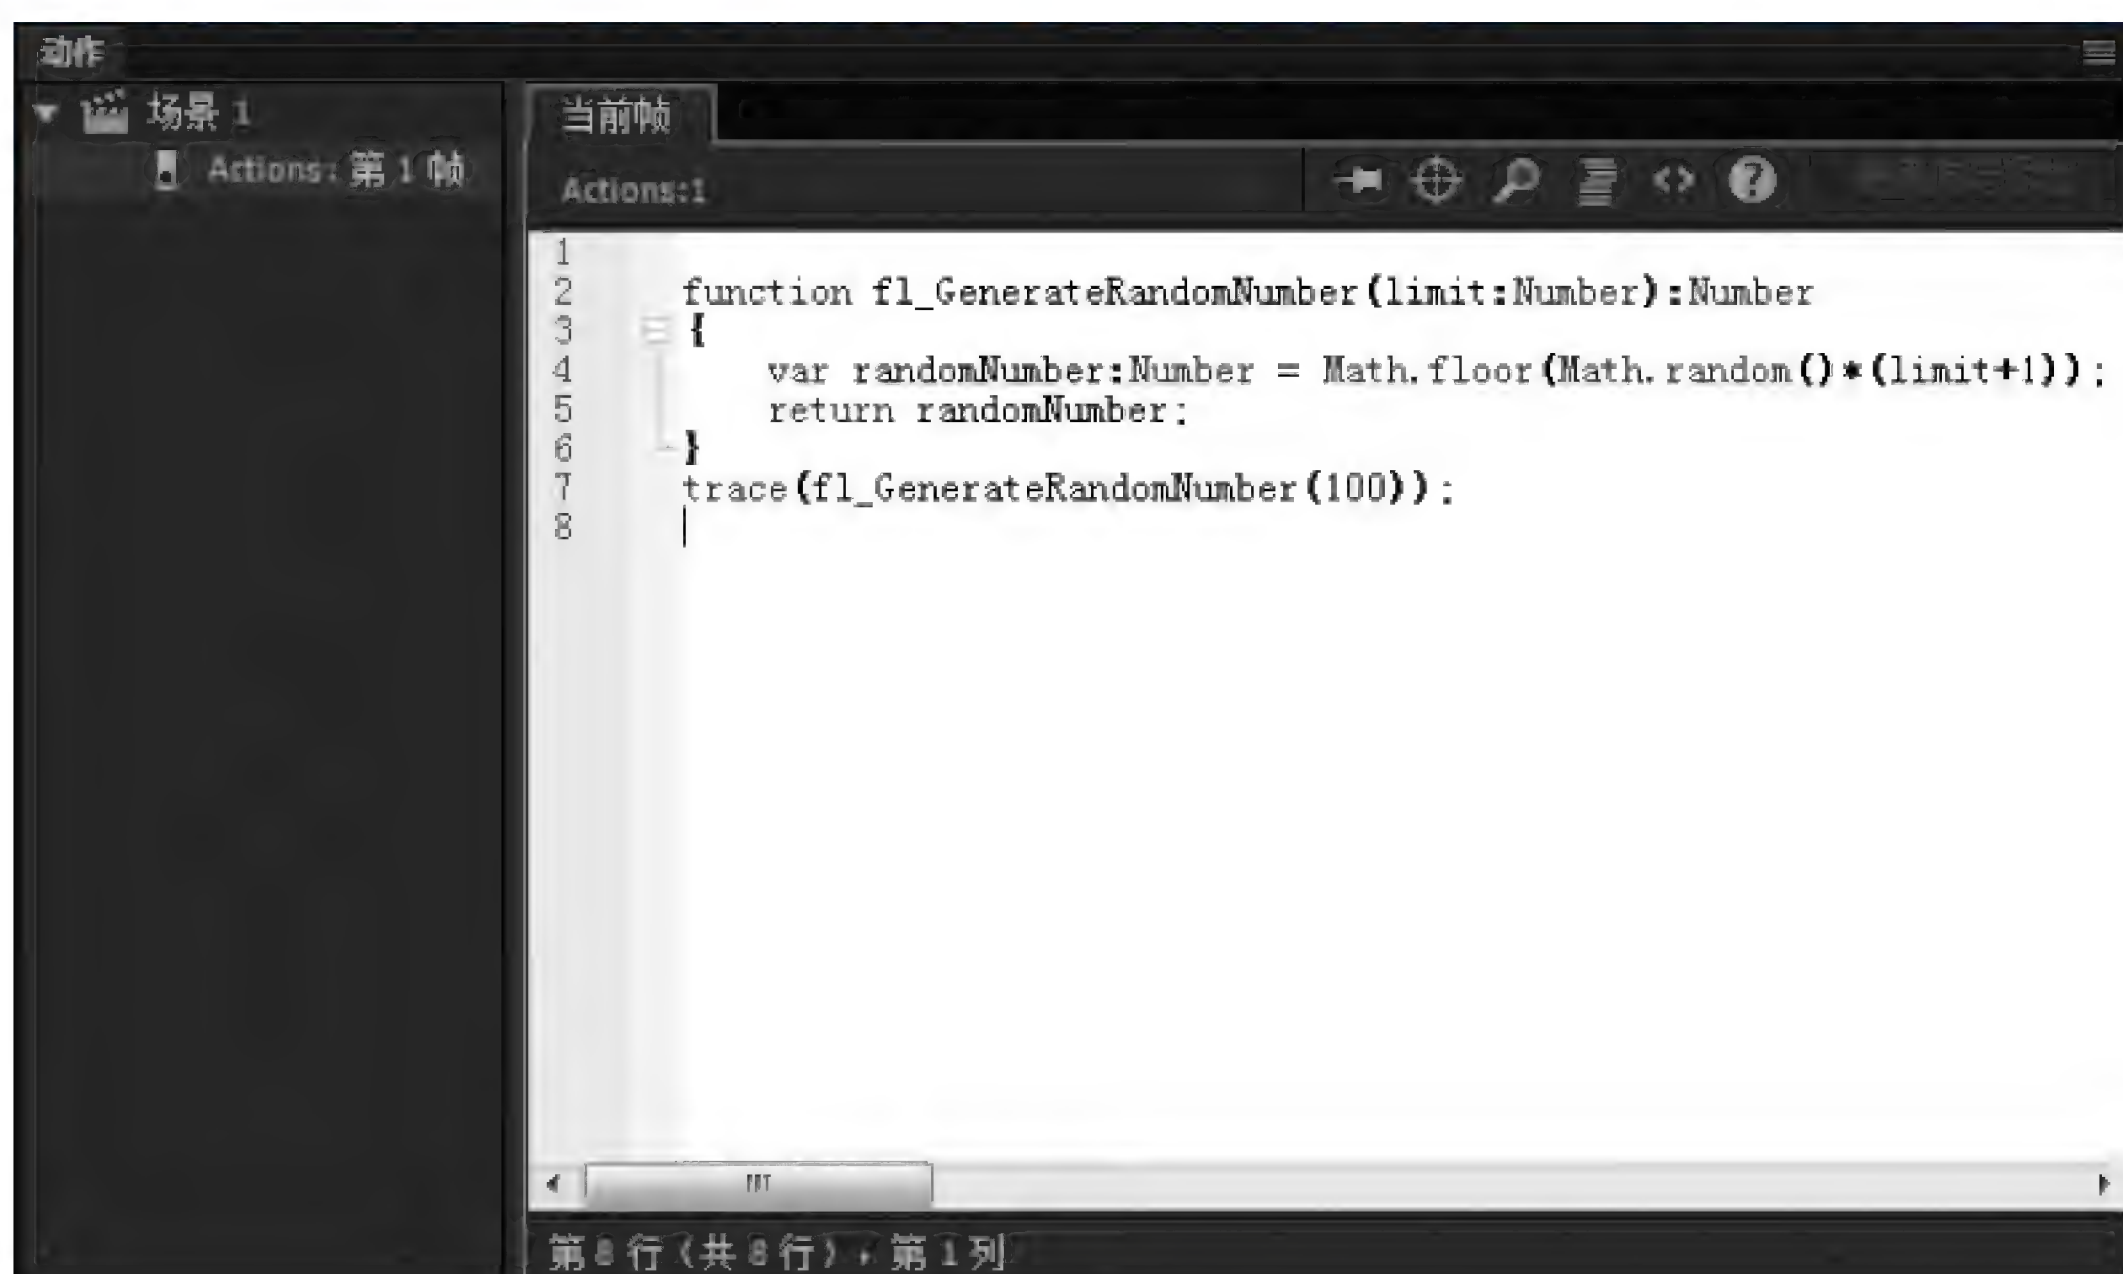 动作
场景 1
Actions:第 1 帧
当前帧
Actions:1
1
2 function fl_GenerateRandomNumber(limit:Number):Number
3 {
4 var randomNumber:Number = Math.floor(Math.random()*(limit+1));
5 return randomNumber;
6 }
7 trace(fl_GenerateRandomNumber(100));
8
第 8 行（共 8 行），第 1 列